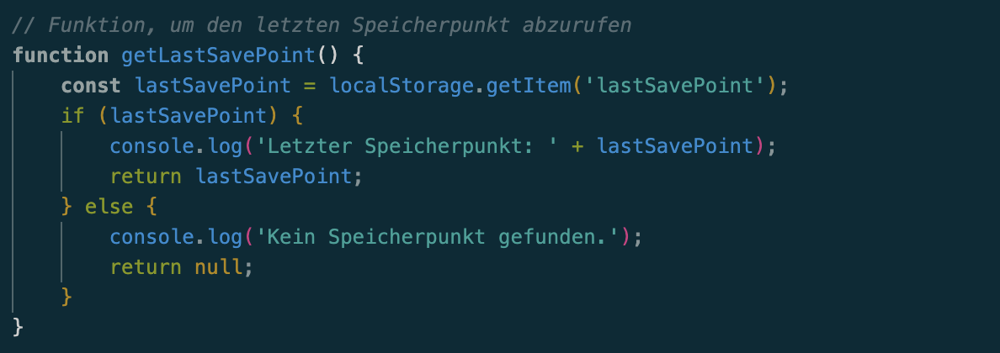 // Funktion, um den letzten Speicherpunkt abzurufen
function getLastSavePoint() {
    const lastSavePoint = localStorage.getItem('lastSavePoint');
    if (lastSavePoint) {
        console.log('Letzter Speicherpunkt: ' + lastSavePoint);
        return lastSavePoint;
    } else {
        console.log('Kein Speicherpunkt gefunden.');
        return null;
    }
}